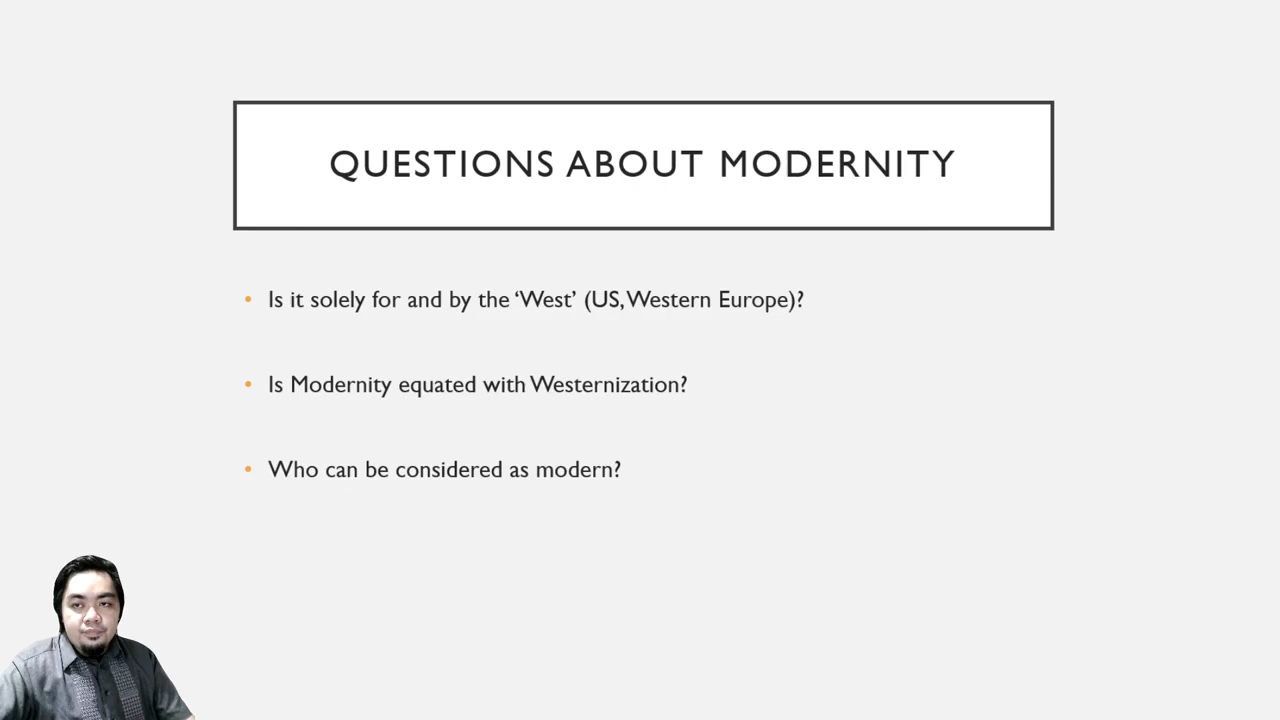 QUESTIONS ABOUT MODERNITY
• Is it solely for and by the ‘West’ (US, Western Europe)?
• Is Modernity equated with Westernization?
• Who can be considered as modern?